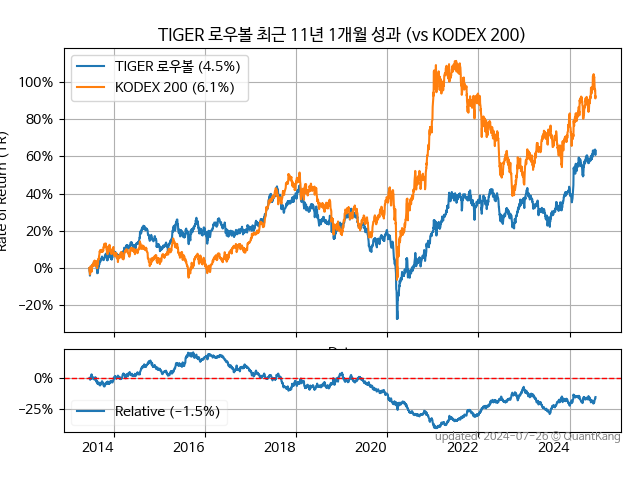 TIGER 로우볼 최근 11년 1개월 성과 (vs KODEX 200)
TIGER 로우볼 (4.5%)
KODEX 200 (6.1%)
Rate of Return (TR)
100%
80%
60%
40%
20%
0%
−20%
0%
−25%
Relative (−1.5%)
2014 2016 2018 2020 2022 2024
updated: 2024-07-26 © QuantKang